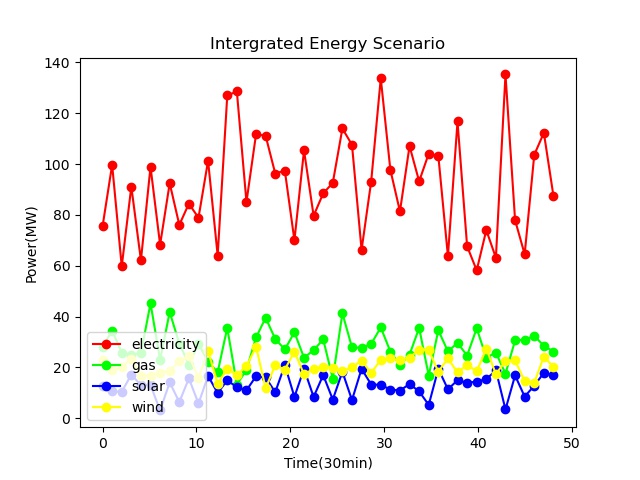 Intergrated Energy Scenario
Power(MW)
140
120
100
80
60
40
20
0
electricity
gas
solar
wind
0 10 20 30 40 50
Time(30min)